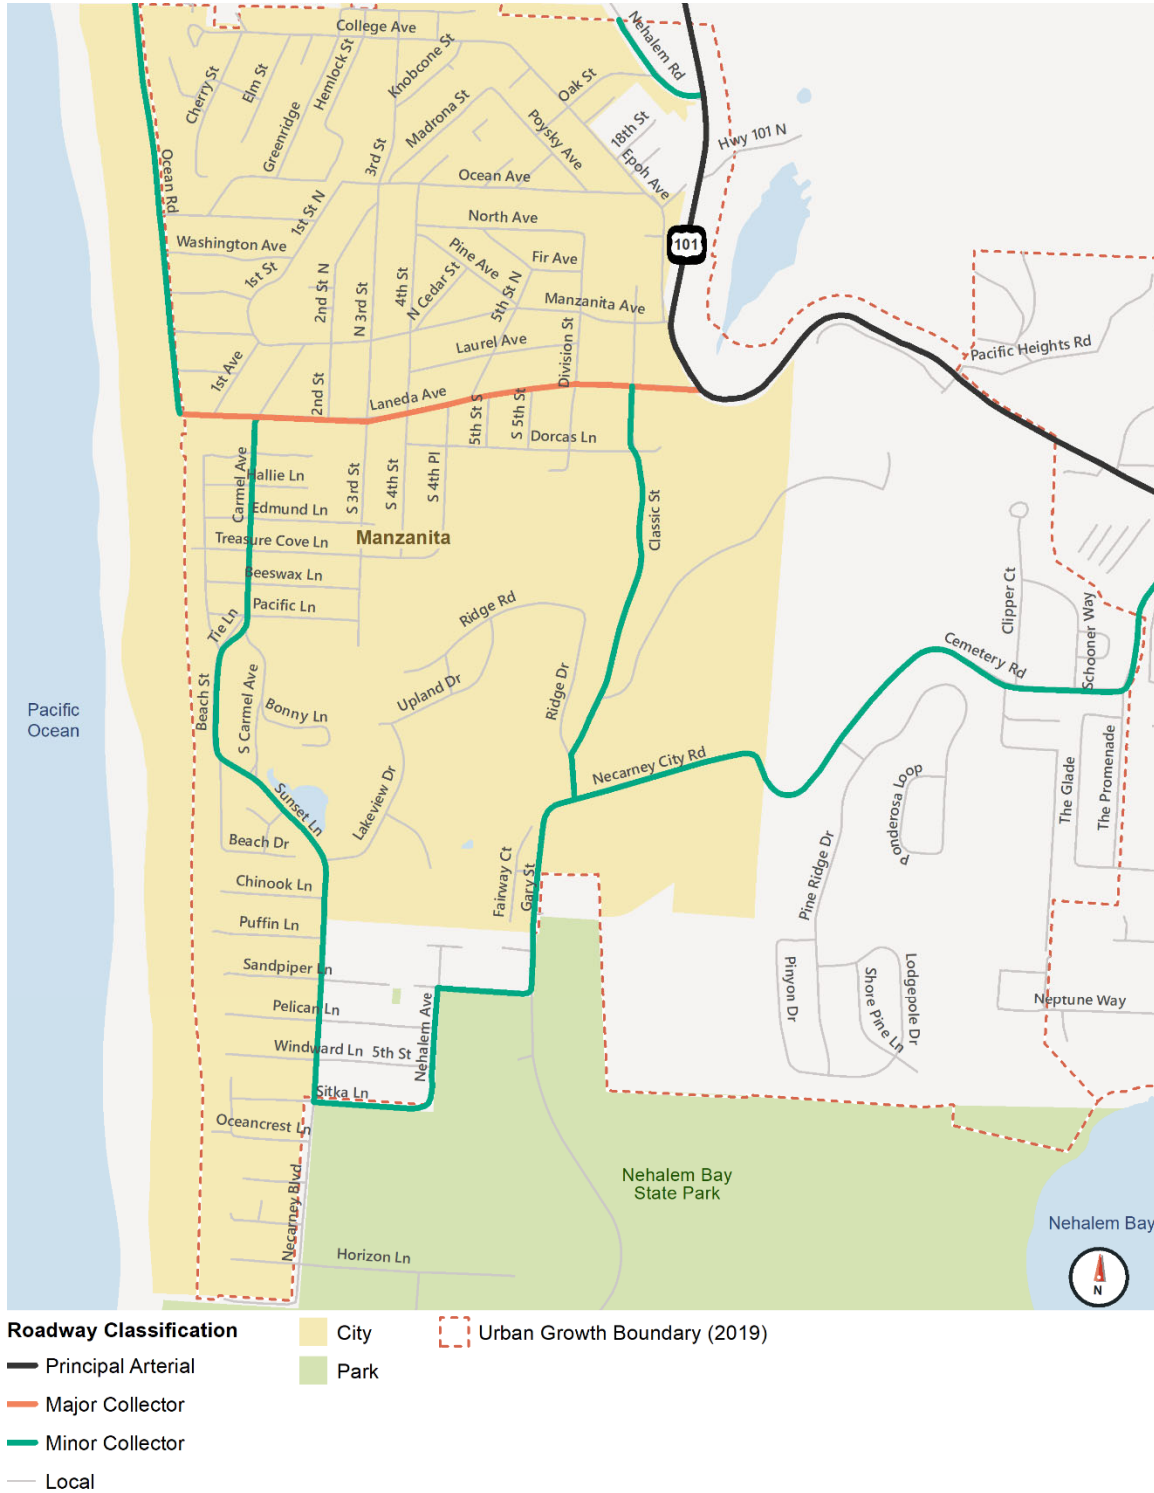 College Ave
Nehalem Rd
Knobcone St
Hemlock St
Cherry St
Elm St
Oak St
Greenridge
Madrona St
Poysky Ave
18th St
Hwy 101 N
3rd St
Epoh Ave
Ocean Rd
Ocean Ave
1st St N
North Ave
Washington Ave
101
Pine Ave
Fir Ave
1st St
2nd St N
N 3rd St
4th St
N Cedar St
5th St N
Manzanita Ave
Laurel Ave
Division St
Pacific Heights Rd
1st Ave
2nd St
Laneda Ave
5th St S
S 5th St
Dorcas Ln
Carmel Ave
Hallie Ln
S 3rd St
S 4th St
S 4th Pl
Edmund Ln
Classic St
Treasure Cove Ln
Manzanita
Beeswax Ln
Pacific Ln
Tie Ln
Ridge Rd
Clipper Ct
Schooner Way
Cemetery Rd
Beach St
S Carmel Ave
Upland Dr
Ridge Dr
Bonny Ln
Pacific
Ocean
Necarney City Rd
Sunset Ln
Lakeview Dr
Ponderosa Loop
The Glade
The Promenade
Beach Dr
Pine Ridge Dr
Chinook Ln
Fairway Ct
Gary St
Puffin Ln
Sandpiper Ln
Pinyon Dr
Shore Pine Ln
Lodgepole Dr
Pelican Ln
Nehalem Ave
Neptune Way
Windward Ln
5th St
Sitka Ln
Oceancrest Ln
Nehalem Bay
State Park
Necarney Blvd
Nehalem Bay
Horizon Ln
N
Roadway Classification
Principal Arterial
Major Collector
Minor Collector
Local
City
Park
Urban Growth Boundary (2019)